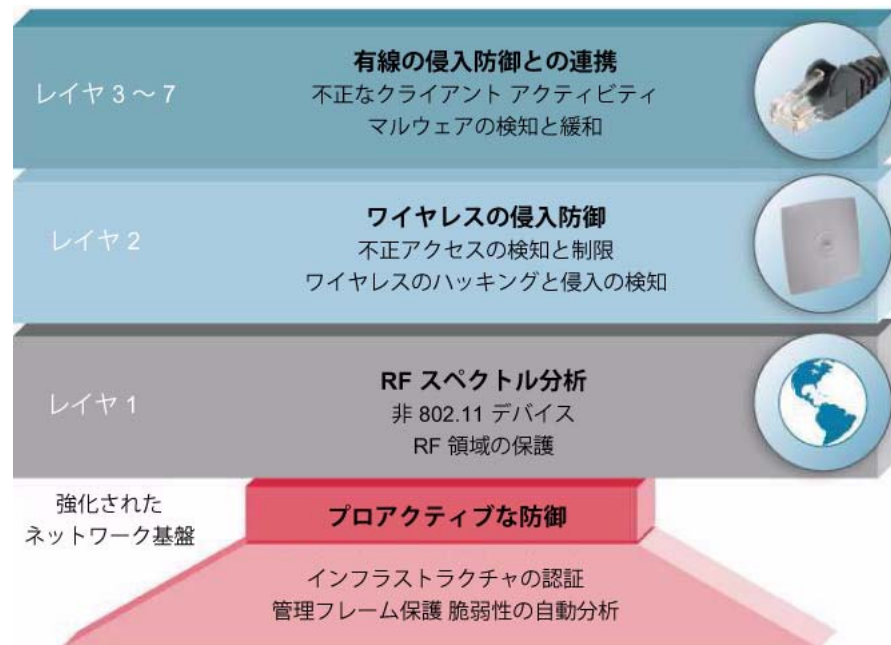 レイヤ 3 ～ 7
有線の侵入防御との連携
不正なクライアント アクティビティ
マルウェアの検知と緩和
レイヤ 2
ワイヤレスの侵入防御
不正アクセスの検知と制限
ワイヤレスのハッキングと侵入の検知
レイヤ 1
RF スペクトル分析
非 802.11 デバイス
RF 領域の保護
強化された
ネットワーク基盤
プロアクティブな防御
インフラストラクチャの認証
管理フレーム保護 脆弱性の自動分析